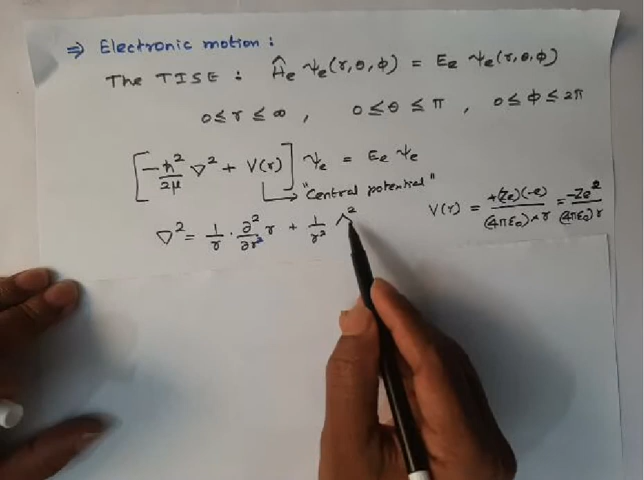 ⇒ Electronic motion:
The TISE: Ĥe ψe(r,θ,φ) = Ee ψe(r,θ,φ)
0≤r≤∞, 0≤θ≤π, 0≤φ≤2π
[-ħ²/2μ ∇² + V(r)] ψe = Ee ψe
"Central potential"
V(r) = +(Ze)(-e)/(4πε₀)×r = -Ze²/(4πε₀)r
∇² = 1/r · ∂²/∂r² r + 1/r² Λ²